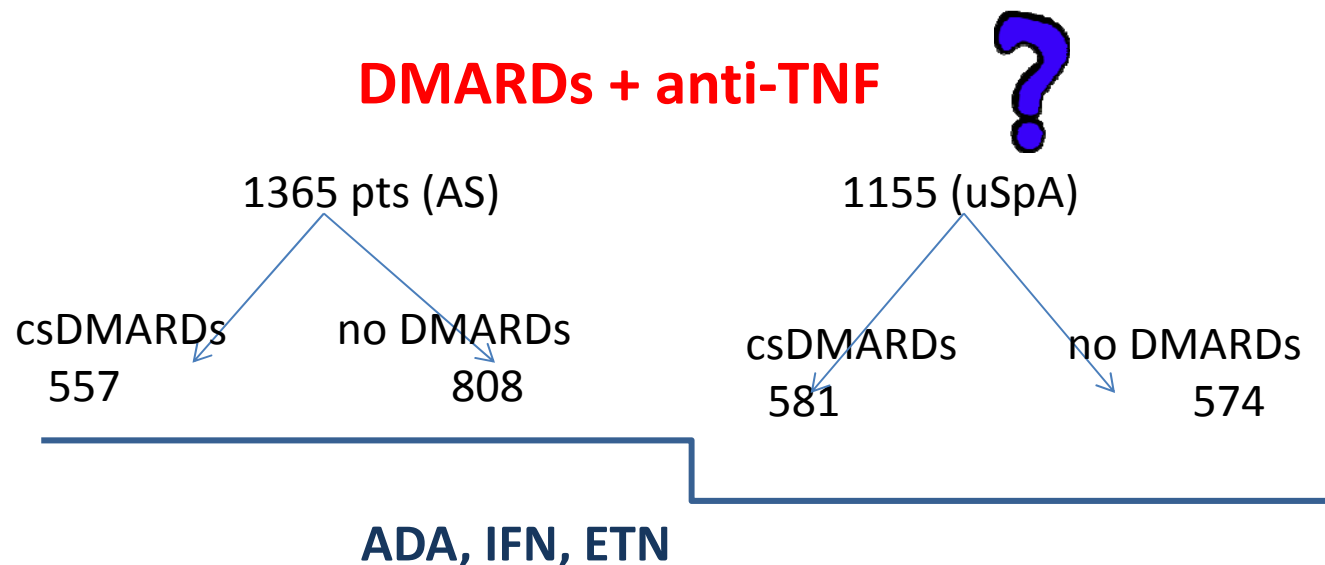 DMARDs + anti-TNF
?
1365 pts (AS)
1155 (uSpA)
csDMARDs
no DMARDs
557
808
csDMARDs
no DMARDs
581
574
ADA, IFN, ETN